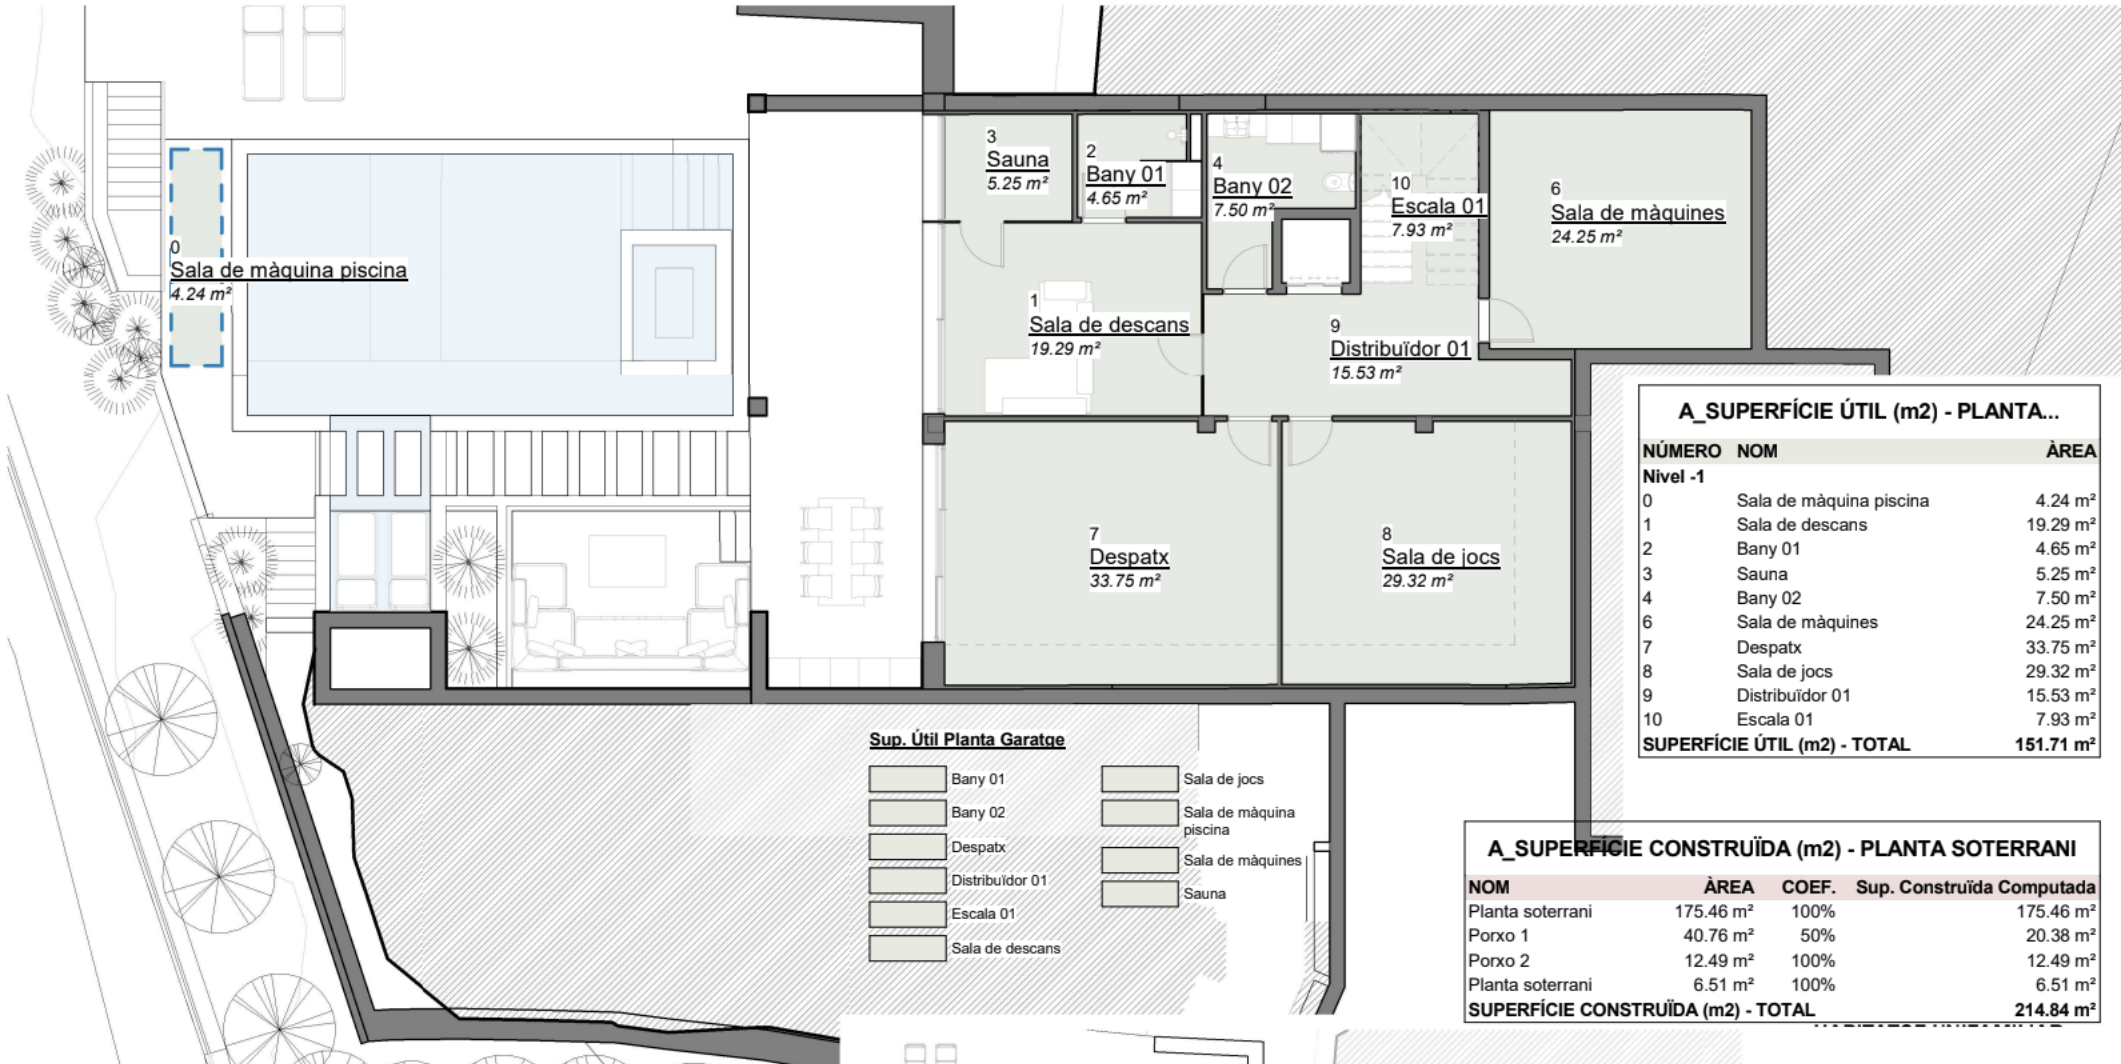 3
Sauna
5.25 m²
2
Bany 01
4.65 m²
4
Bany 02
7.50 m²
10
Escala 01
7.93 m²
6
Sala de màquines
24.25 m²
0
Sala de màquina piscina
4.24 m²
1
Sala de descans
19.29 m²
9
Distribuïdor 01
15.53 m²
7
Despatx
33.75 m²
8
Sala de jocs
29.32 m²
A_SUPERFÍCIE ÚTIL (m2) - PLANTA...
NÚMERO NOM ÀREA
Nivel -1
0 Sala de màquina piscina 4.24 m²
1 Sala de descans 19.29 m²
2 Bany 01 4.65 m²
3 Sauna 5.25 m²
4 Bany 02 7.50 m²
6 Sala de màquines 24.25 m²
7 Despatx 33.75 m²
8 Sala de jocs 29.32 m²
9 Distribuïdor 01 15.53 m²
10 Escala 01 7.93 m²
SUPERFÍCIE ÚTIL (m2) - TOTAL 151.71 m²
Sup. Útil Planta Garatge
Bany 01
Bany 02
Despatx
Distribuïdor 01
Escala 01
Sala de descans
Sala de jocs
Sala de màquina
piscina
Sala de màquines
Sauna
A_SUPERFÍCIE CONSTRUÏDA (m2) - PLANTA SOTERRANI
NOM ÀREA COEF. Sup. Construïda Computada
Planta soterrani 175.46 m² 100% 175.46 m²
Porxo 1 40.76 m² 50% 20.38 m²
Porxo 2 12.49 m² 100% 12.49 m²
Planta soterrani 6.51 m² 100% 6.51 m²
SUPERFÍCIE CONSTRUÏDA (m2) - TOTAL 214.84 m²